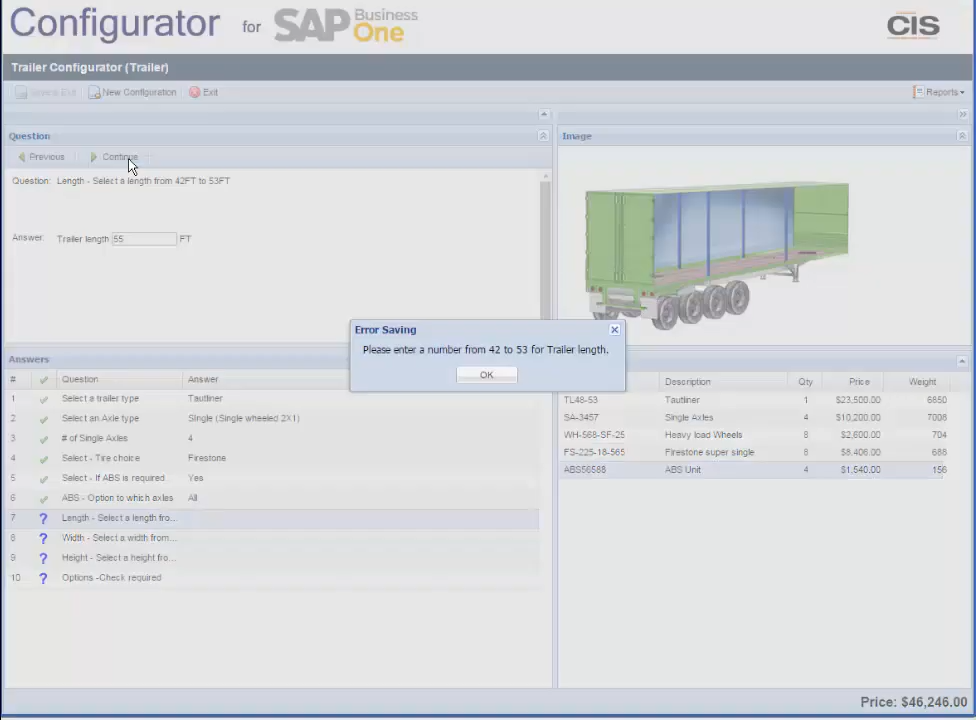 Configurator for SAP Business One
CIS
Trailer Configurator (Trailer)
Save & Exit New Configuration Exit Reports
Question
Previous Continue
Question: Length - Select a length from 42FT to 53FT
Answer: Trailer length 55 FT
Image
Error Saving
Please enter a number from 42 to 53 for Trailer length.
OK
Answers
# Question Answer
1 Select a trailer type Tautliner
2 Select an Axle type Single (Single wheeled 2X1)
3 # of Single Axles 4
4 Select - Tire choice Firestone
5 Select - If ABS is required Yes
6 ABS - Option to which axles All
7 ? Length - Select a length fro...
8 ? Width - Select a width from...
9 ? Height - Select a height fro...
10 ? Options -Check required
Description Qty Price Weight
TL48-53 Tautliner 1 $23,500.00 6850
SA-3457 Single Axles 4 $10,200.00 7008
WH-568-SF-25 Heavy load Wheels 8 $2,600.00 704
FS-225-18-565 Firestone super single 8 $8,406.00 688
ABS56588 ABS Unit 4 $1,540.00 156
Price: $46,246.00